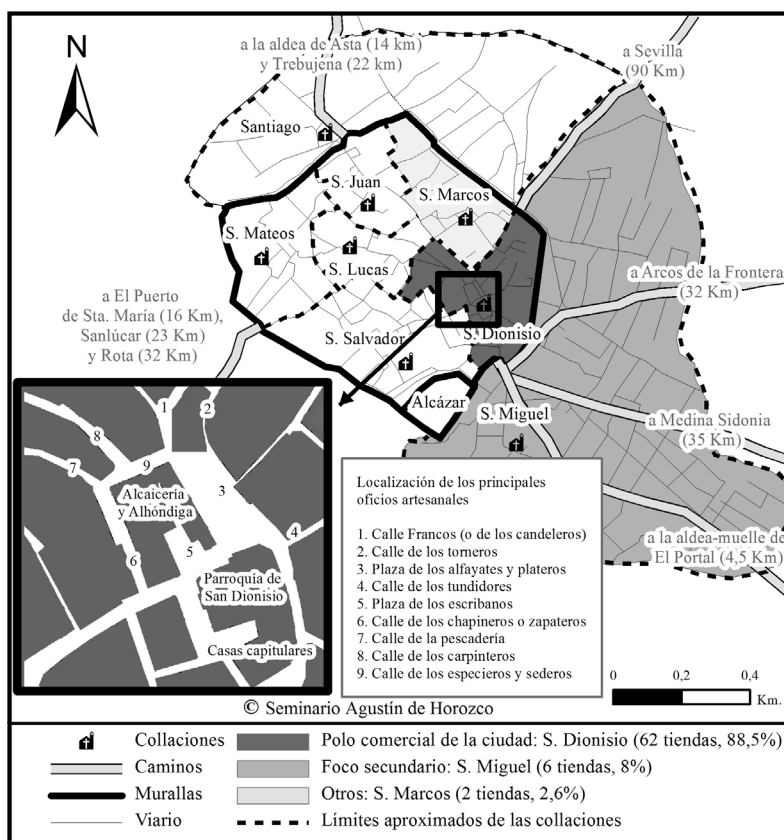 N
a la aldea de Asta (14 km)
y Trebujena (22 km)
a Sevilla
(90 Km)
Santiago
S. Juan
S. Marcos
S. Mateos
S. Lucas
a Arcos de la Frontera
(32 Km)
a El Puerto
de Sta. María (16 Km),
Sanlúcar (23 Km)
y Rota (32 Km)
S. Salvador
S. Dionisio
Alcázar
S. Miguel
a Medina Sidonia
(35 Km)
a la aldea-muelle de
El Portal (4,5 Km)
1
2
8
9
7
3
Alcaicería
y Alhóndiga
4
5
6
Parroquía de
San Dionisio
Casas capitulares
Localización de los principales
oficios artesanales
1. Calle Francos (o de los candeleros)
2. Calle de los torneros
3. Plaza de los alfayates y plateros
4. Calle de los tundidores
5. Plaza de los escribanos
6. Calle de los chapineros o zapateros
7. Calle de la pescadería
8. Calle de los carpinteros
9. Calle de los especieros y sederos
0 0,2 0,4
Km.
© Seminario Agustín de Horozco
Collaciones
Polo comercial de la ciudad: S. Dionisio (62 tiendas, 88,5%)
Caminos
Foco secundario: S. Miguel (6 tiendas, 8%)
Murallas
Otros: S. Marcos (2 tiendas, 2,6%)
Viario
Límites aproximados de las collaciones